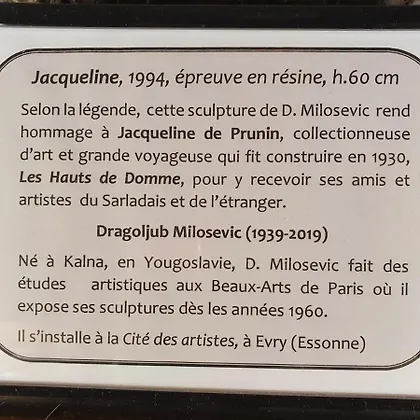 Jacqueline, 1994, épreuve en résine, h.60 cm
Selon la légende, cette sculpture de D. Milosevic rend
hommage à Jacqueline de Prunin, collectionneuse
d'art et grande voyageuse qui fit construire en 1930,
Les Hauts de Domme, pour y recevoir ses amis et
artistes du Sarladais et de l'étranger.
Dragoljub Milosevic (1939-2019)
Né à Kalna, en Yougoslavie, D. Milosevic fait des
études artistiques aux Beaux-Arts de Paris où il
expose ses sculptures dès les années 1960.
Il s'installe à la Cité des artistes, à Evry (Essonne)